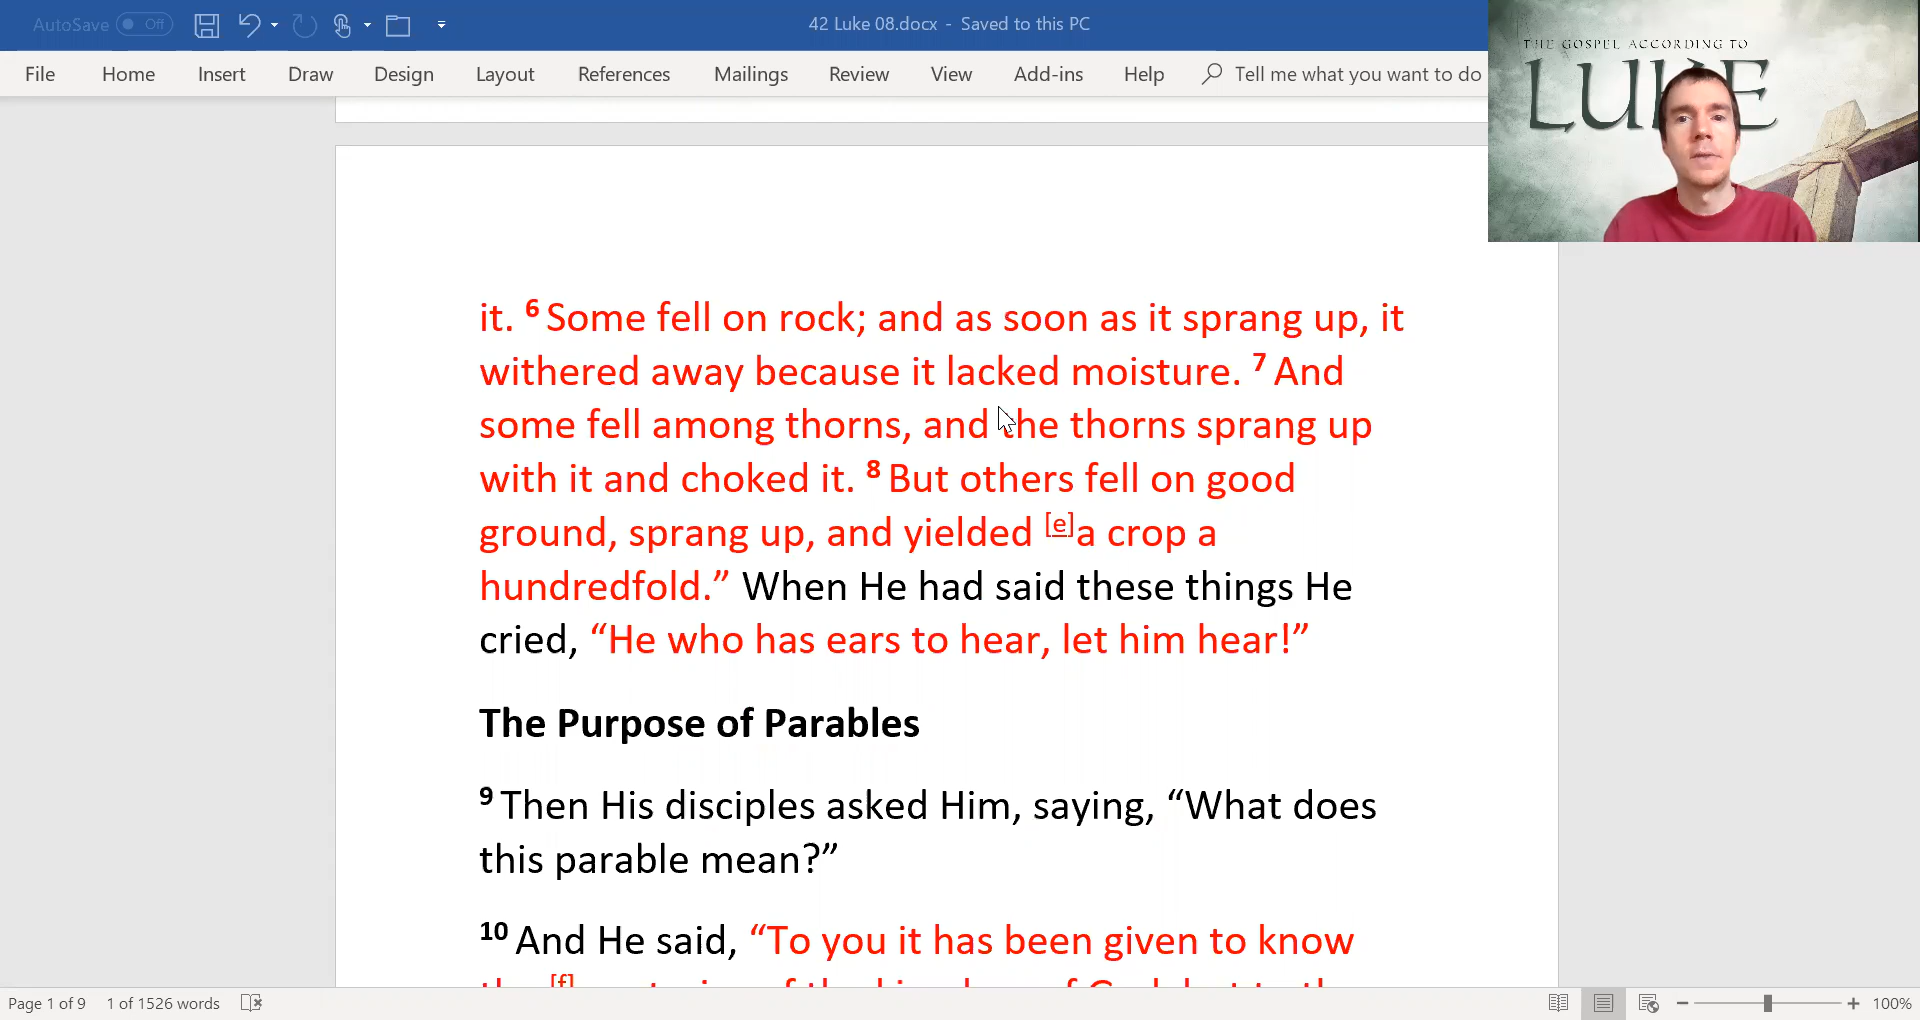 AutoSave Off
42 Luke 08.docx - Saved to this PC
THE GOSPEL ACCORDING TO
LUKE
File Home Insert Draw Design Layout References Mailings Review View Add-ins Help Tell me what you want to do
it. 6 Some fell on rock; and as soon as it sprang up, it
withered away because it lacked moisture. 7 And
some fell among thorns, and the thorns sprang up
with it and choked it. 8 But others fell on good
ground, sprang up, and yielded [e]a crop a
hundredfold.” When He had said these things He
cried, “He who has ears to hear, let him hear!”
The Purpose of Parables
9 Then His disciples asked Him, saying, “What does
this parable mean?”
10 And He said, “To you it has been given to know
[f]
Page 1 of 9 1 of 1526 words 100%